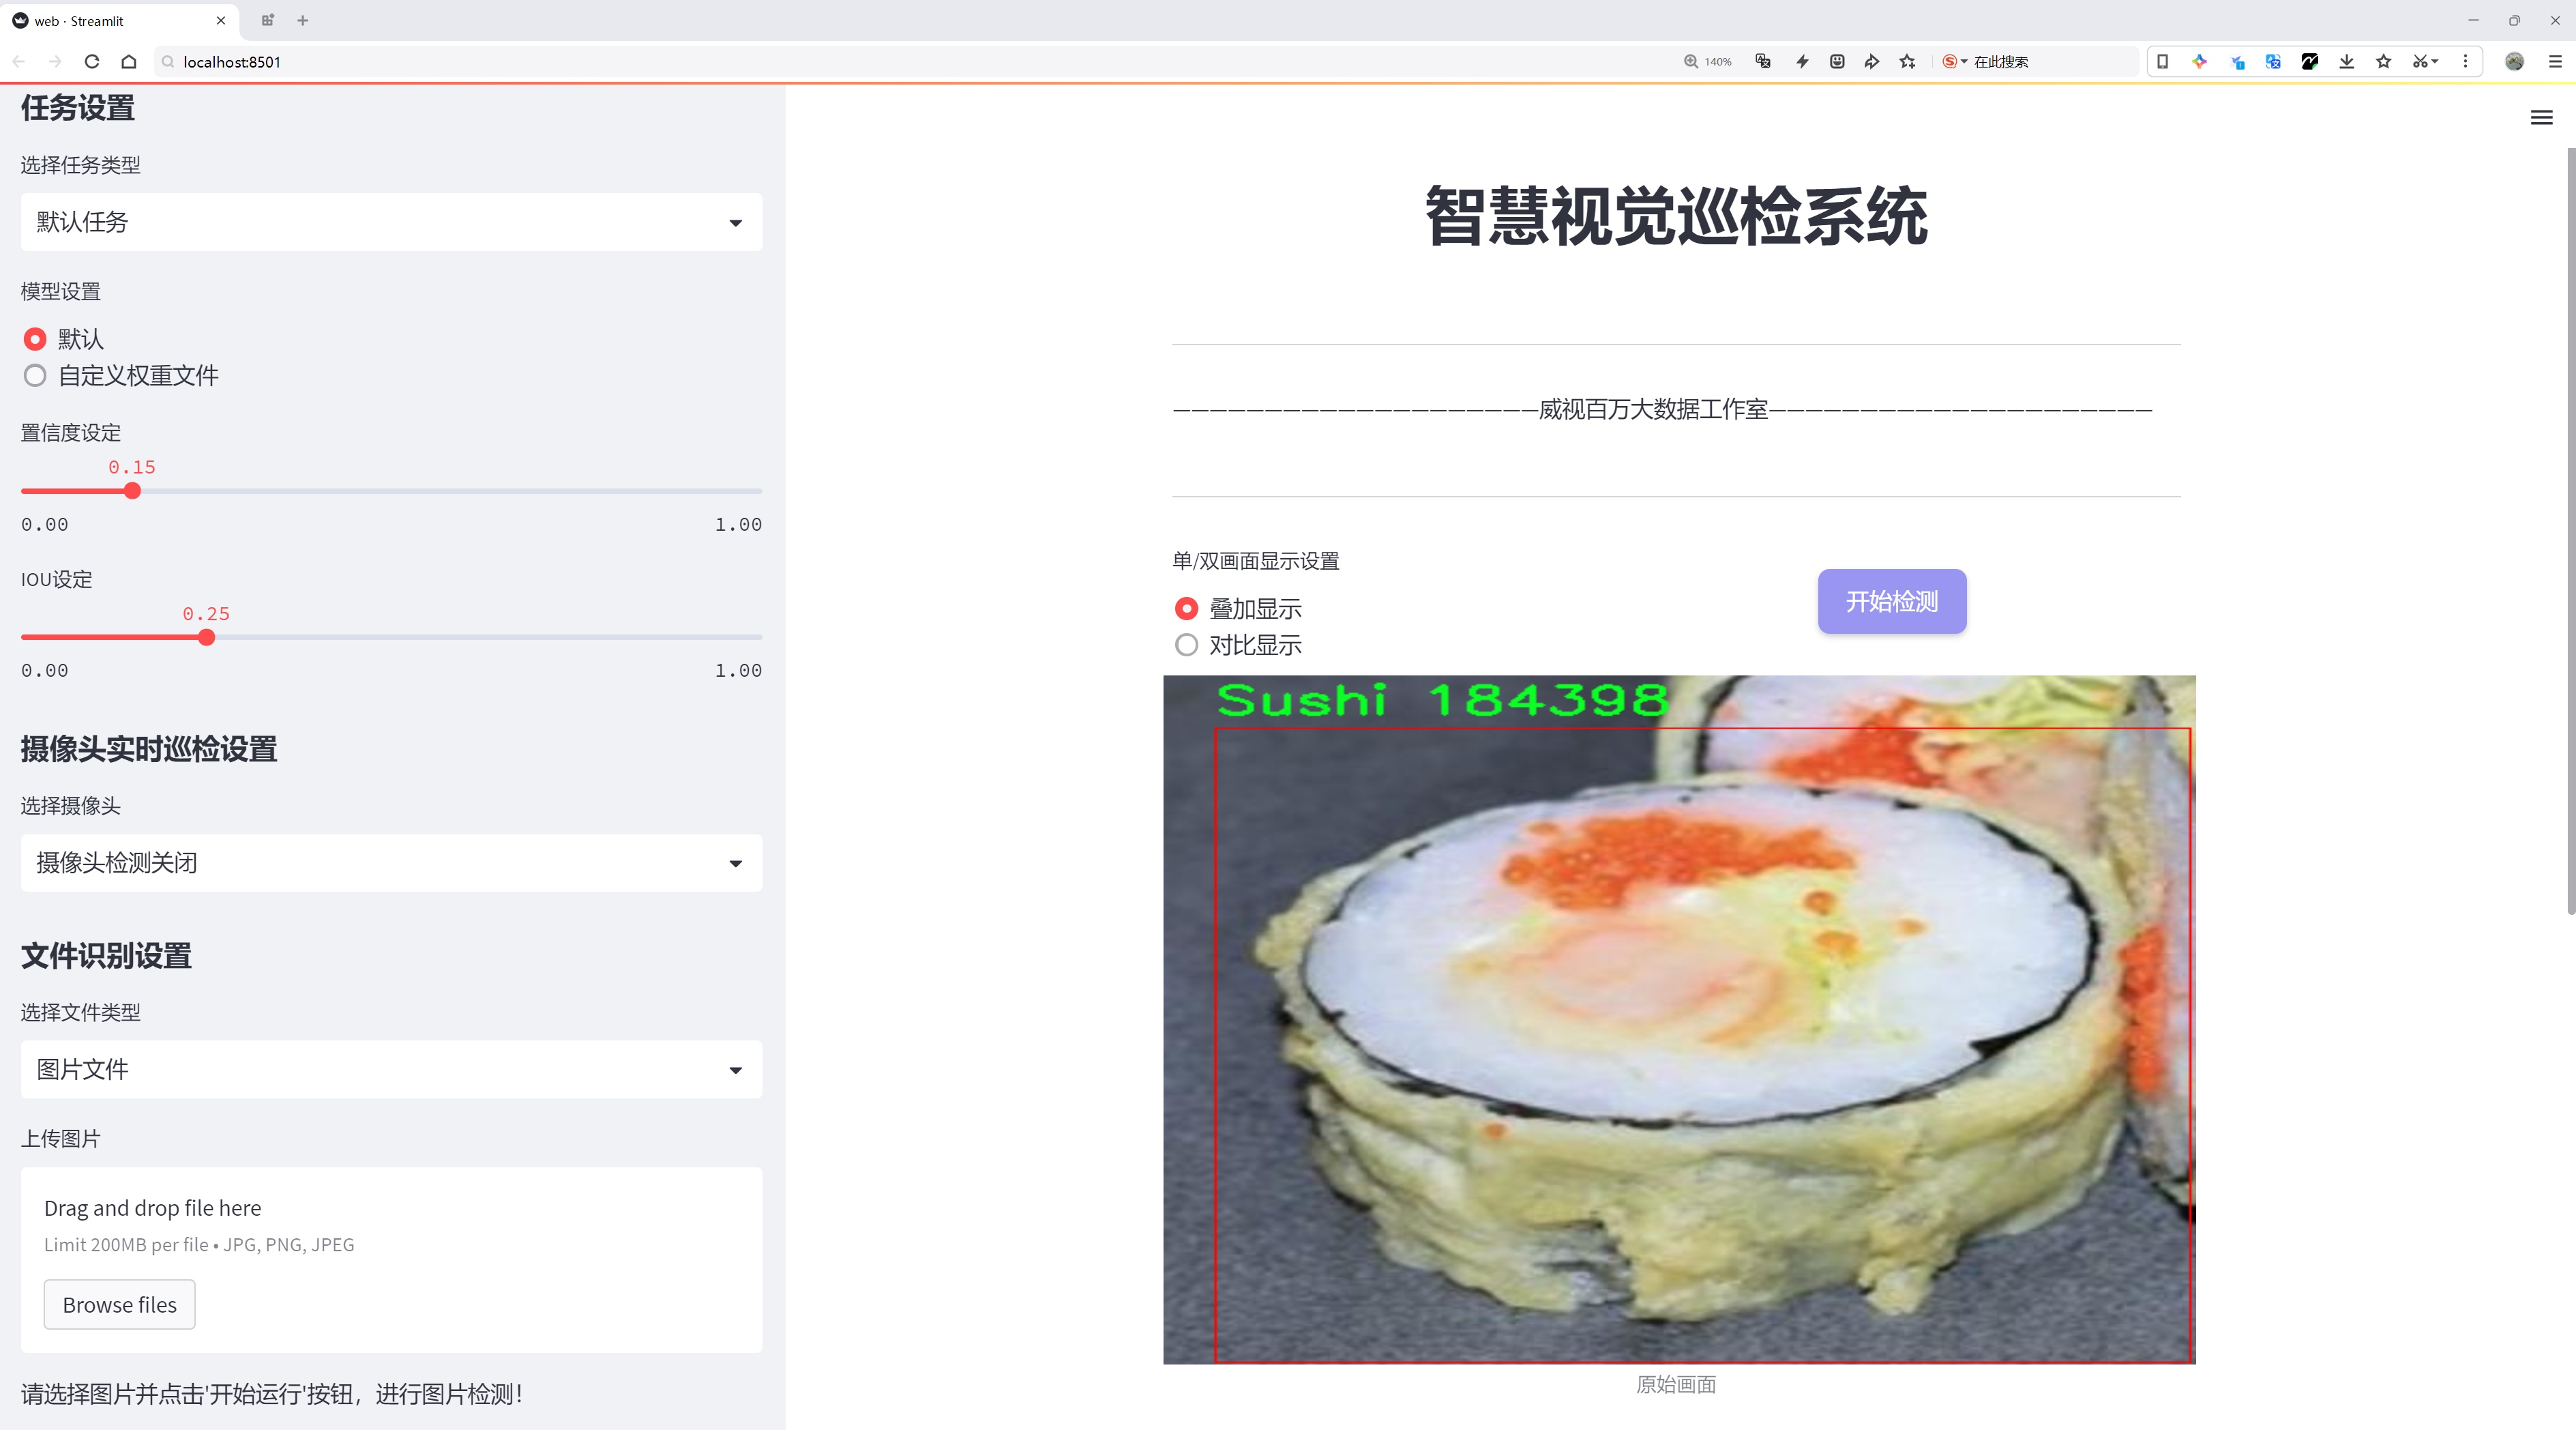 web · Streamlit
localhost:8501
140%
在此搜索
任务设置
选择任务类型
默认任务
模型设置
默认
自定义权重文件
置信度设定
0.15
0.00 1.00
IOU设定
0.25
0.00 1.00
摄像头实时巡检设置
选择摄像头
摄像头检测关闭
文件识别设置
选择文件类型
图片文件
上传图片
Drag and drop file here
Limit 200MB per file • JPG, PNG, JPEG
Browse files
请选择图片并点击'开始运行'按钮，进行图片检测！
智慧视觉巡检系统
————————————————————威视百万大数据工作室—————————————————————
单/双画面显示设置
叠加显示
对比显示
开始检测
Sushi 184398
原始画面